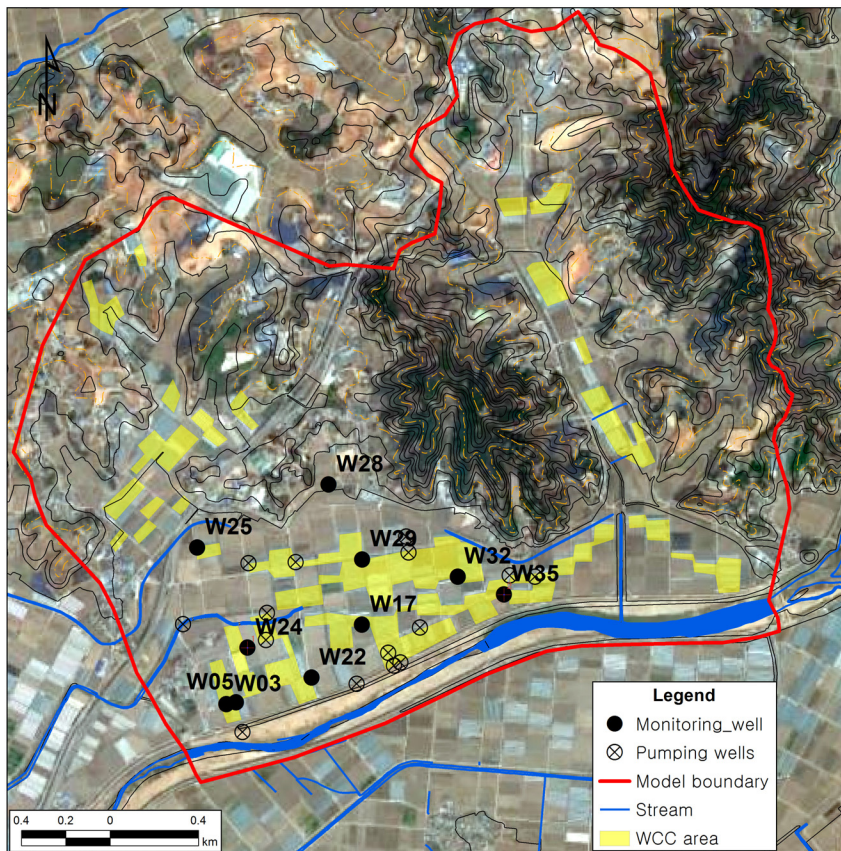 N
W28
W25
W29
W32
W35
W17
W24
W22
W05
W03
Legend
Monitoring_well
Pumping wells
Model boundary
Stream
WCC area
0.4 0.2 0 0.4
km